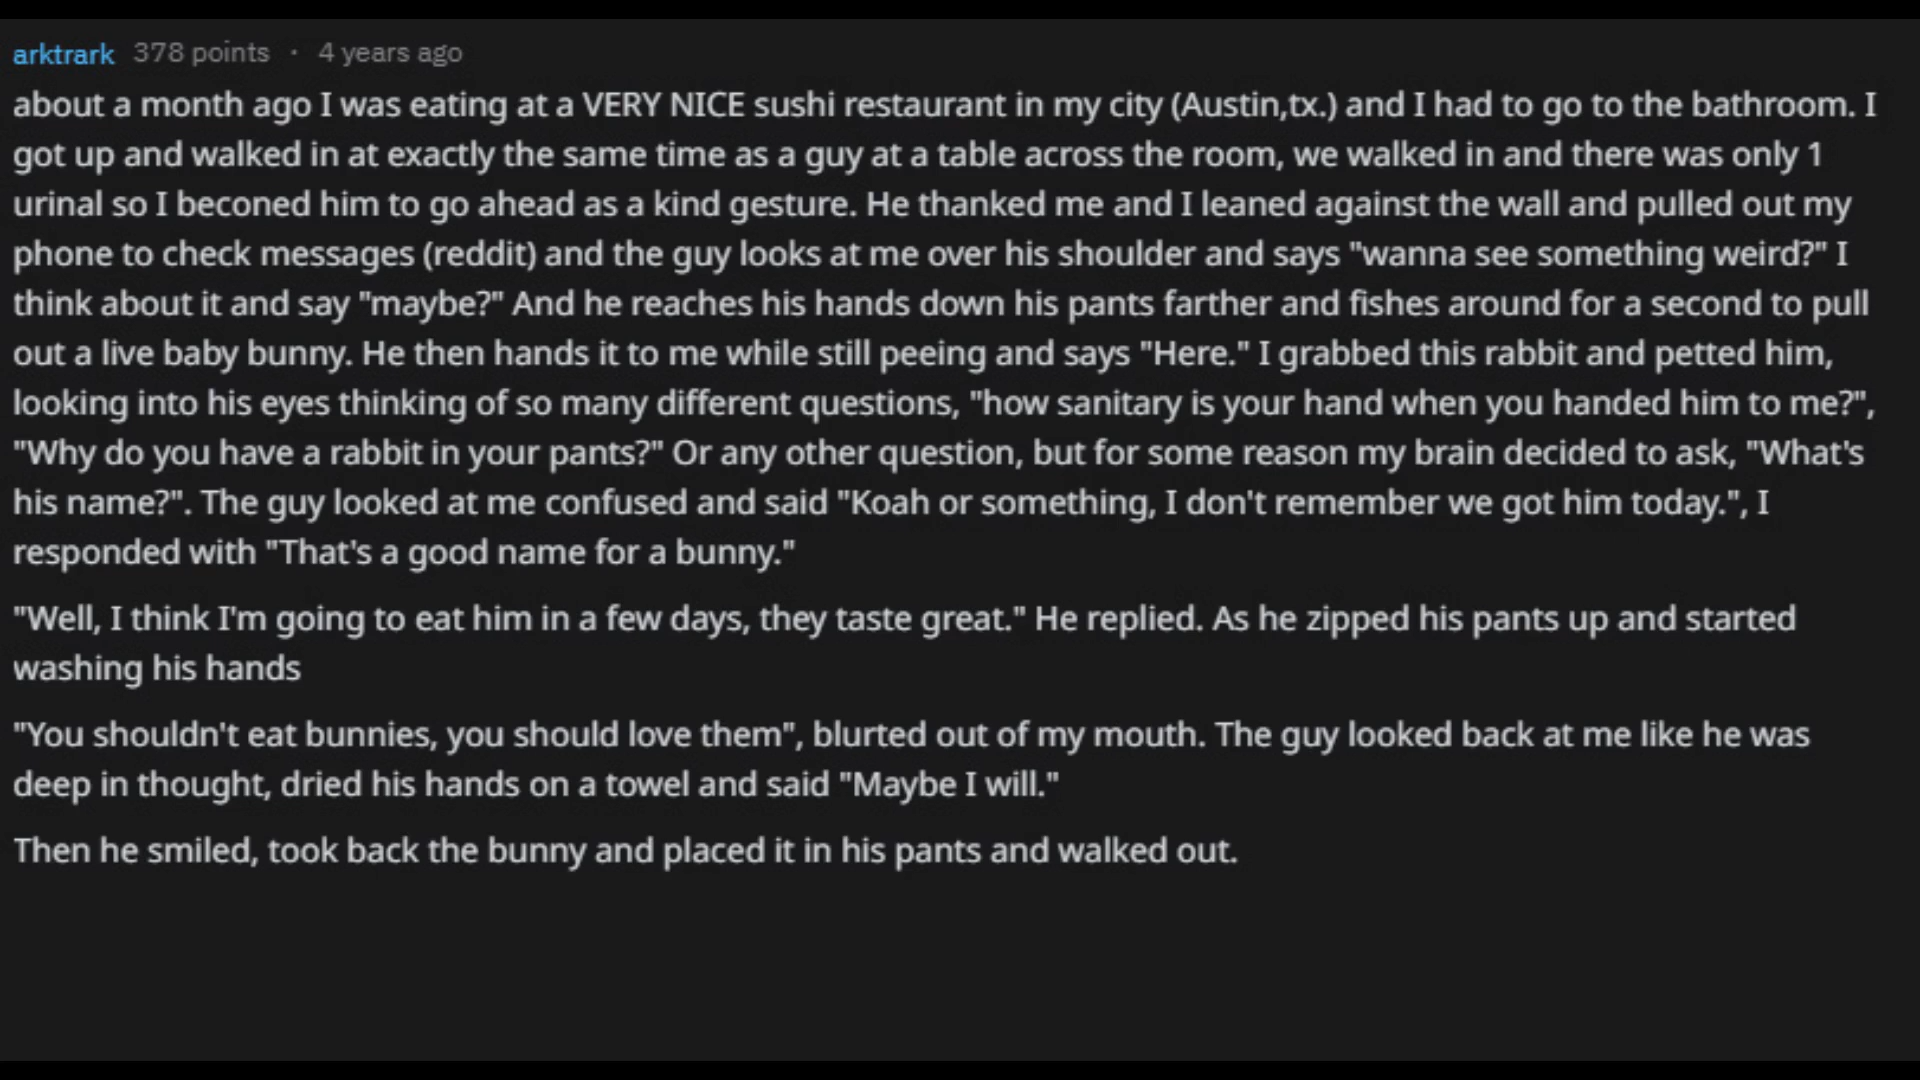 arktrark 378 points · 4 years ago
about a month ago I was eating at a VERY NICE sushi restaurant in my city (Austin,tx.) and I had to go to the bathroom. I
got up and walked in at exactly the same time as a guy at a table across the room, we walked in and there was only 1
urinal so I beconed him to go ahead as a kind gesture. He thanked me and I leaned against the wall and pulled out my
phone to check messages (reddit) and the guy looks at me over his shoulder and says "wanna see something weird?" I
think about it and say "maybe?" And he reaches his hands down his pants farther and fishes around for a second to pull
out a live baby bunny. He then hands it to me while still peeing and says "Here." I grabbed this rabbit and petted him,
looking into his eyes thinking of so many different questions, "how sanitary is your hand when you handed him to me?",
"Why do you have a rabbit in your pants?" Or any other question, but for some reason my brain decided to ask, "What's
his name?". The guy looked at me confused and said "Koah or something, I don't remember we got him today.", I
responded with "That's a good name for a bunny."
"Well, I think I'm going to eat him in a few days, they taste great." He replied. As he zipped his pants up and started
washing his hands
"You shouldn't eat bunnies, you should love them", blurted out of my mouth. The guy looked back at me like he was
deep in thought, dried his hands on a towel and said "Maybe I will."
Then he smiled, took back the bunny and placed it in his pants and walked out.